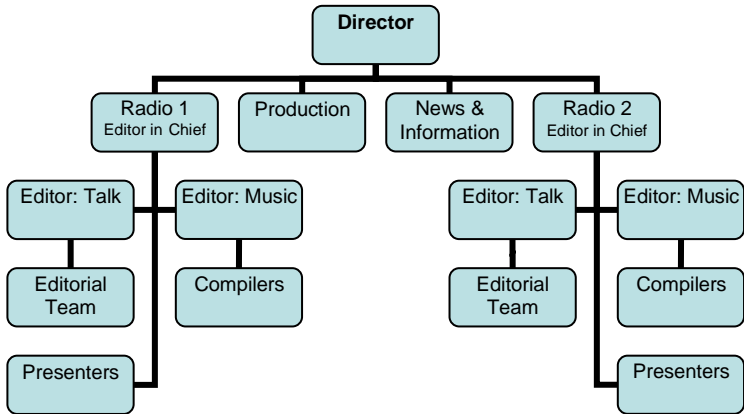 Director
Radio 1
Editor in Chief
Production
News &
Information
Radio 2
Editor in Chief
Editor: Talk
Editor: Music
Editor: Talk
Editor: Music
Editorial
Team
Compilers
Editorial
Team
Compilers
Presenters
Presenters